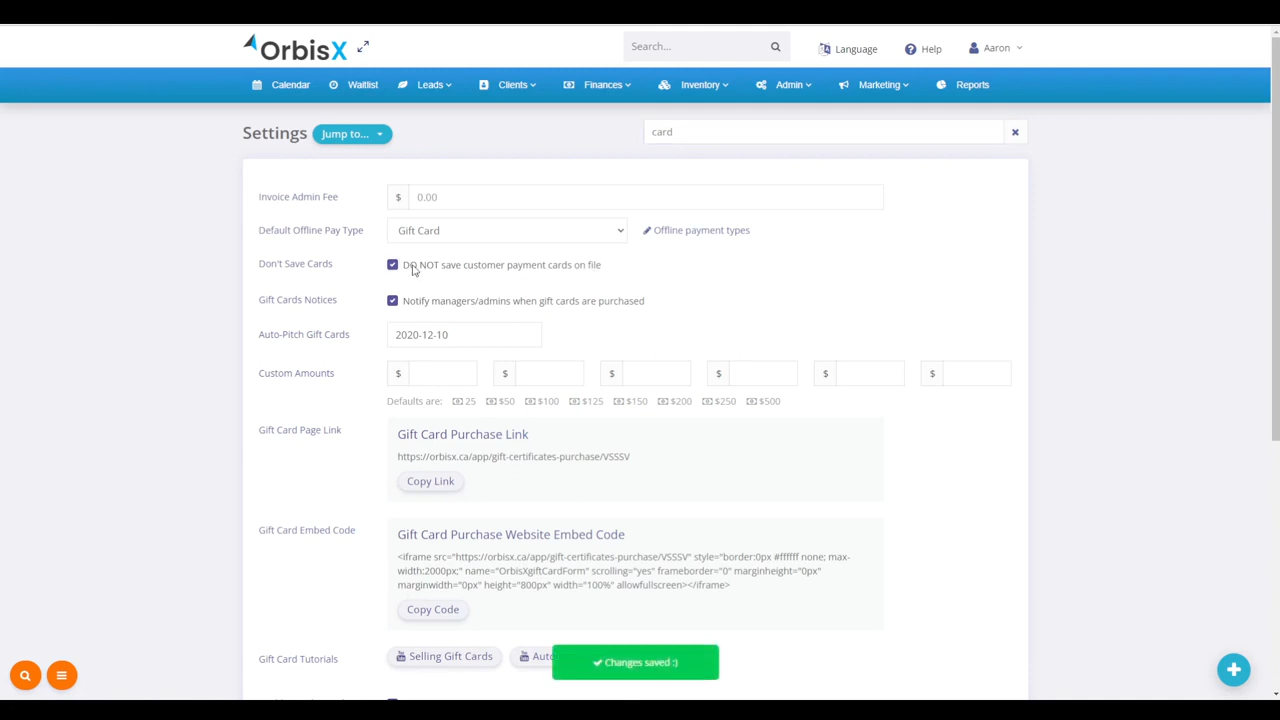 OrbisX
Search...
Language
Help
Aaron
Calendar
Waitlist
Leads
Clients
Finances
Inventory
Admin
Marketing
Reports
Settings
Jump to...
card
Invoice Admin Fee
$ 0.00
Default Offline Pay Type
Gift Card
Offline payment types
Don't Save Cards
DO NOT save customer payment cards on file
Gift Cards Notices
Notify managers/admins when gift cards are purchased
Auto-Pitch Gift Cards
2020-12-10
Custom Amounts
$ $ $ $ $ $
Defaults are: 25 $50 $100 $125 $150 $200 $250 $500
Gift Card Page Link
Gift Card Purchase Link
https://orbisx.ca/app/gift-certificates-purchase/VSSSV
Copy Link
Gift Card Embed Code
Gift Card Purchase Website Embed Code
<iframe src="https://orbisx.ca/app/gift-certificates-purchase/VSSSV" style="border:0px #ffffff none; max-
width:2000px;" name="OrbisXgiftCardForm" scrolling="yes" frameborder="0" marginheight="0px"
marginwidth="0px" height="800px" width="100%" allowfullscreen></iframe>
Copy Code
Gift Card Tutorials
Selling Gift Cards
Changes saved :)